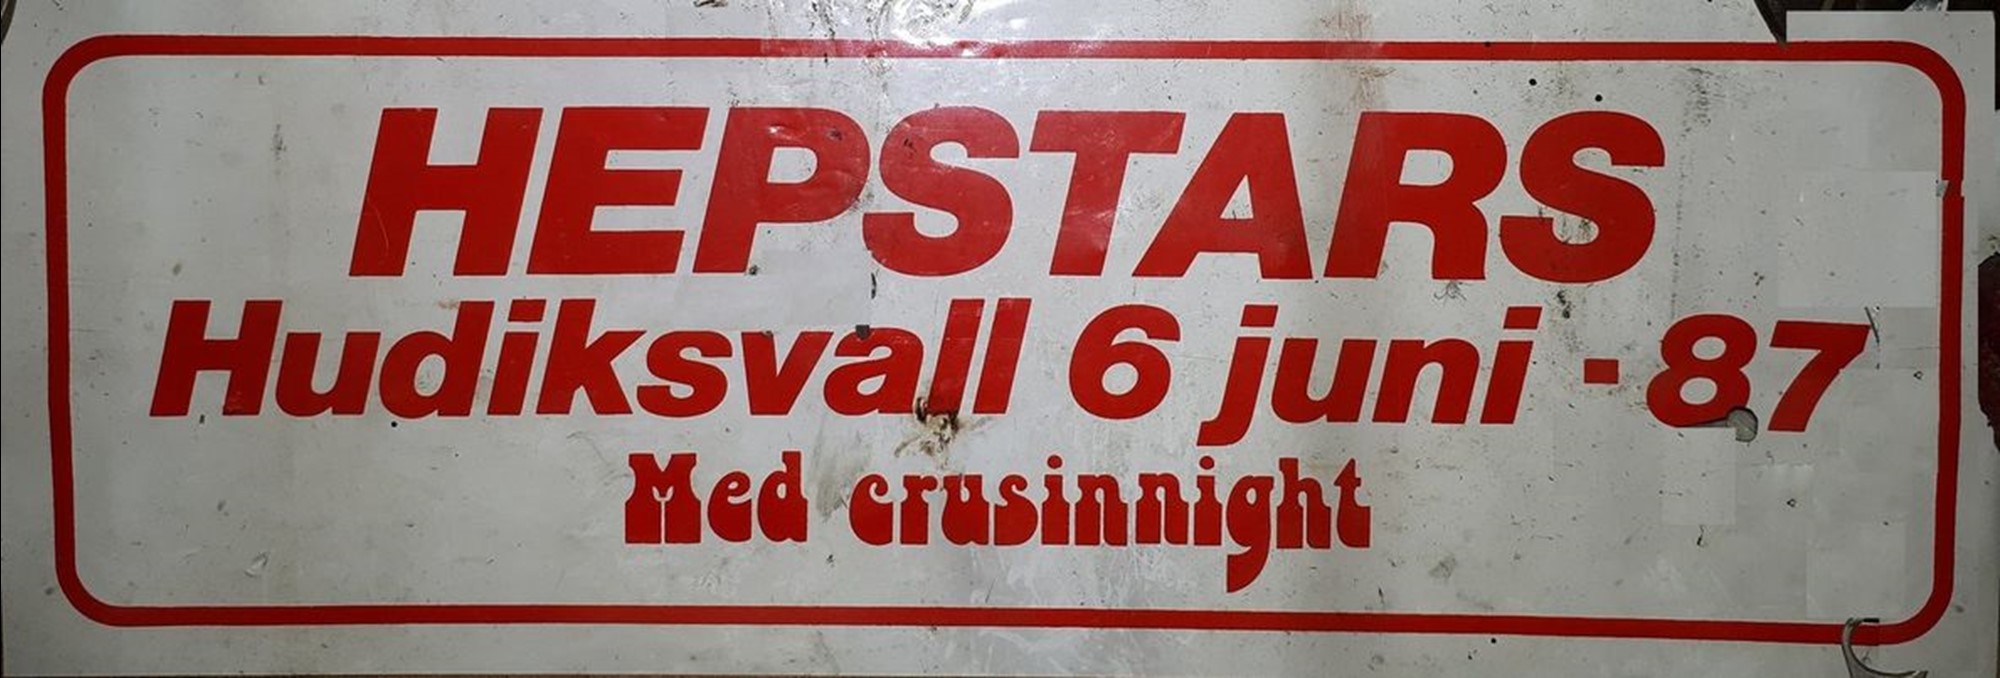 HEPSTARS
Hudiksvall 6 juni - 87
Med crusinnight